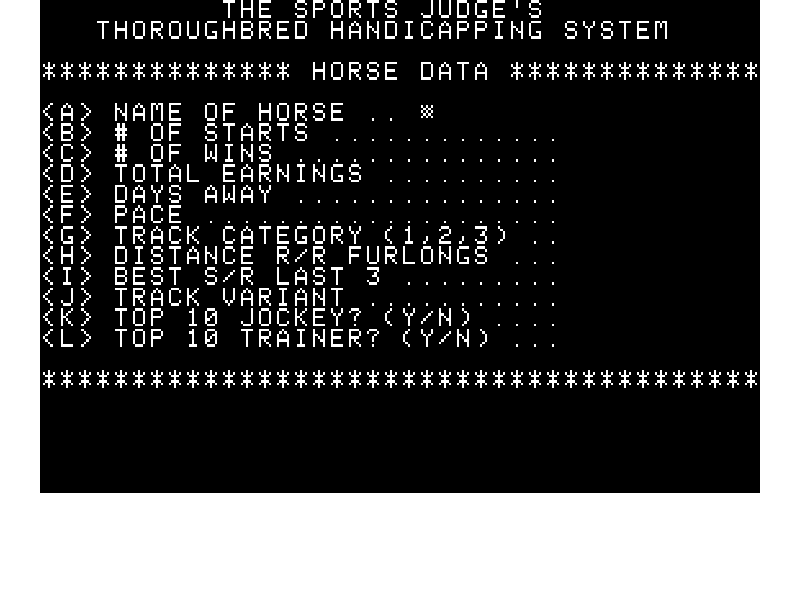 THE SPORTS JUDGE'S
THOROUGHBRED HANDICAPPING SYSTEM
************** HORSE DATA **************
<A> NAME OF HORSE ..
<B> # OF STARTS .............
<C> # OF WINS ...............
<D> TOTAL EARNINGS ..........
<E> DAYS AWAY ...............
<F> PACE ....................
<G> TRACK CATEGORY (1,2,3) ..
<H> DISTANCE R/R FURLONGS ...
<I> BEST S/R LAST 3 .........
<J> TRACK VARIANT ...........
<K> TOP 10 JOCKEY? (Y/N) ....
<L> TOP 10 TRAINER? (Y/N) ...
****************************************